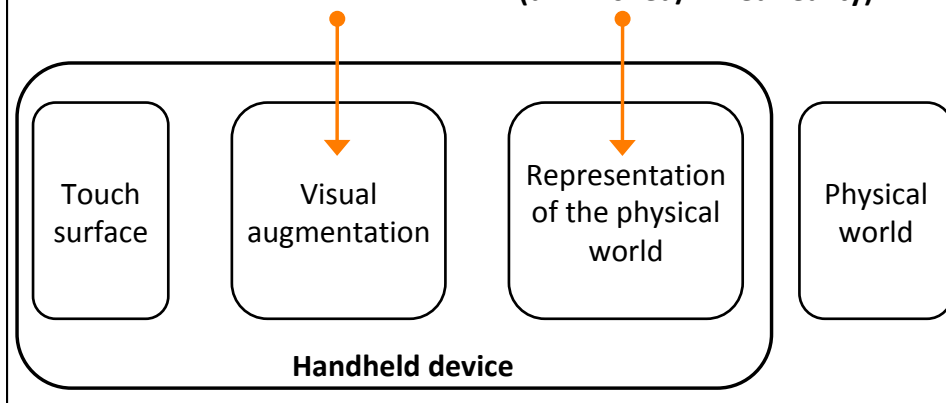 Touch
surface
Visual
augmentation
Representation
of the physical
world
Physical
world
Handheld device